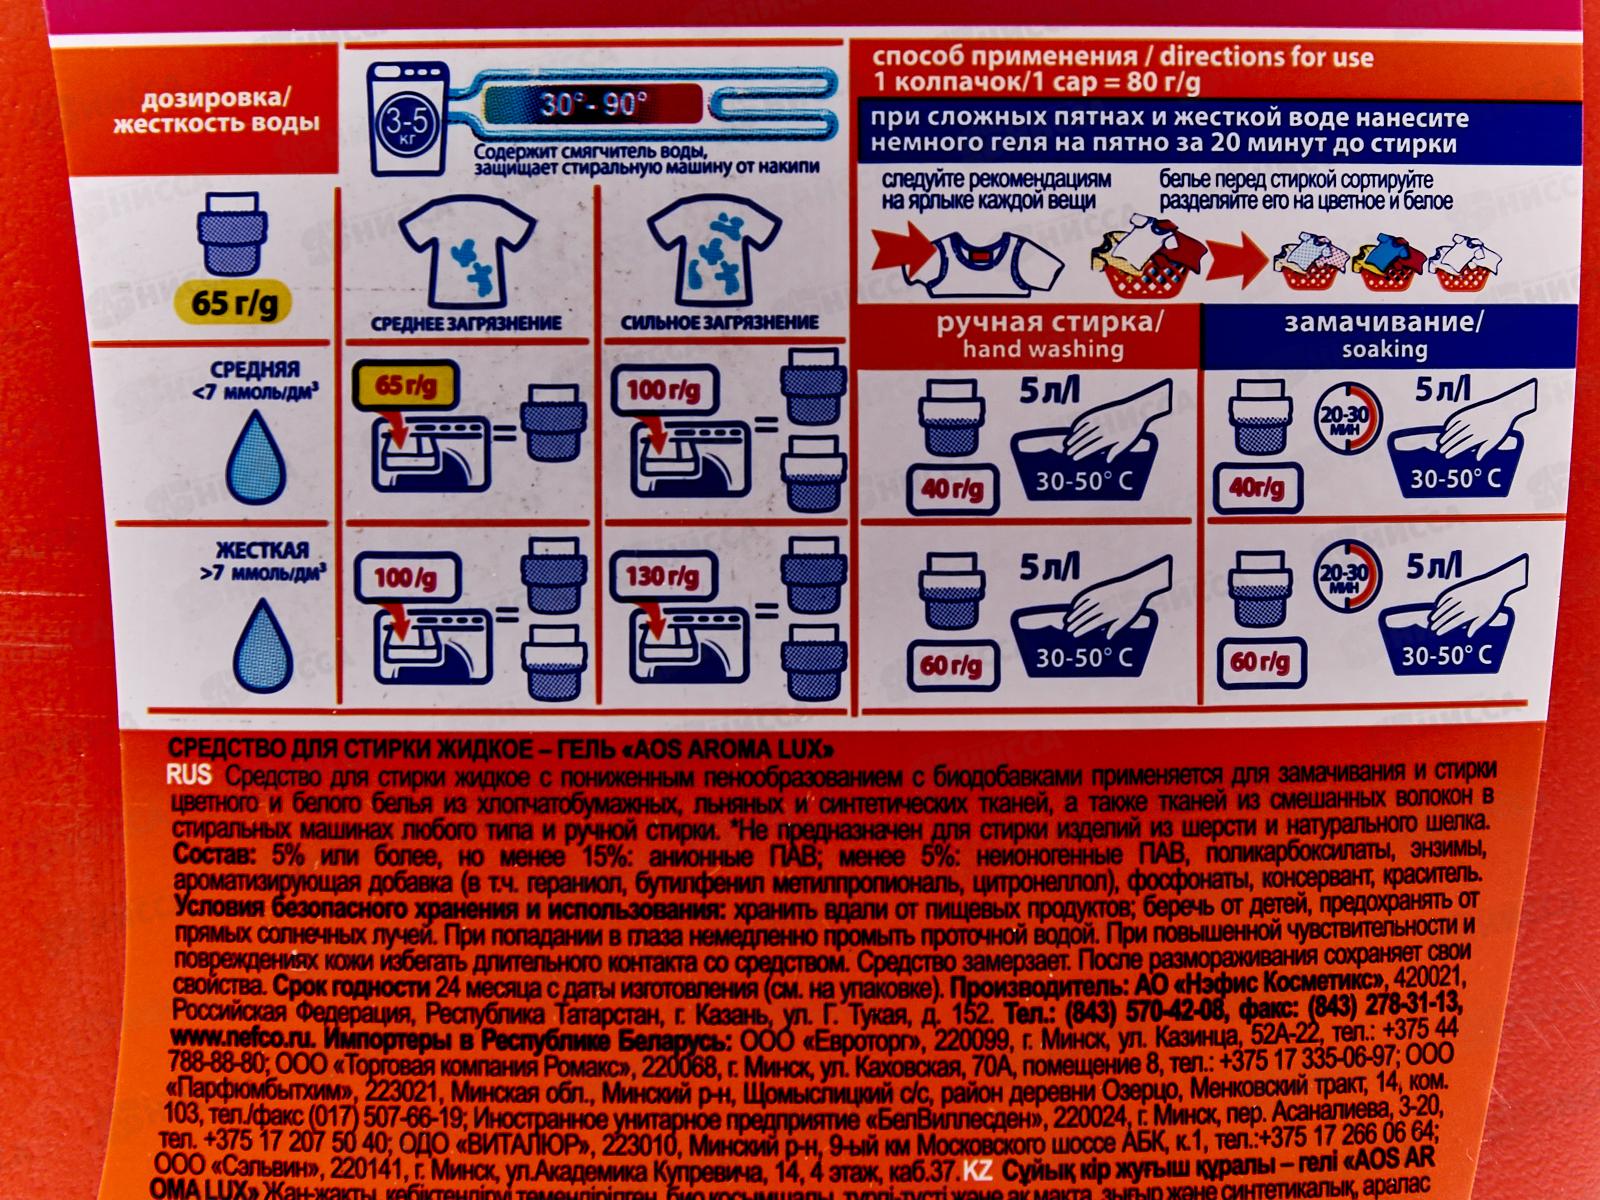 дозировка/
жесткость воды
3-5
кг
30°- 90°
Содержит смягчитель воды,
защищает стиральную машину от накипи
способ применения / directions for use
1 колпачок/1 cap = 80 г/g
при сложных пятнах и жесткой воде нанесите
немного геля на пятно за 20 минут до стирки
следуйте рекомендациям
на ярлыке каждой вещи
белье перед стиркой сортируйте
разделяйте его на цветное и белое
65 г/g
СРЕДНЕЕ ЗАГРЯЗНЕНИЕ
СИЛЬНОЕ ЗАГРЯЗНЕНИЕ
ручная стирка/
hand washing
замачивание/
soaking
СРЕДНЯЯ
<7 ммоль/дм³
65 г/g
=
100 г/g
=
5 л/l
40 г/g
30-50° C
20-30
мин
5 л/l
40г/g
30-50° C
ЖЕСТКАЯ
>7 ммоль/дм³
100/g
=
130 г/g
=
5 л/l
60 г/g
30-50° C
20-30
мин
5 л/l
60 г/g
30-50° C
СРЕДСТВО ДЛЯ СТИРКИ ЖИДКОЕ – ГЕЛЬ «AOS AROMA LUX»
RUS Средство для стирки жидкое с пониженным пенообразованием с биодобавками применяется для замачивания и стирки
цветного и белого белья из хлопчатобумажных, льняных и синтетических тканей, а также тканей из смешанных волокон в
стиральных машинах любого типа и ручной стирки. *Не предназначен для стирки изделий из шерсти и натурального шелка.
Состав: 5% или более, но менее 15%: анионные ПАВ; менее 5%: неионогенные ПАВ, поликарбоксилаты, энзимы,
ароматизирующая добавка (в т.ч. гераниол, бутилфенил метилпропиональ, цитронеллол), фосфонаты, консервант, краситель.
Условия безопасного хранения и использования: хранить вдали от пищевых продуктов; беречь от детей, предохранять от
прямых солнечных лучей. При попадании в глаза немедленно промыть проточной водой. При повышенной чувствительности и
повреждениях кожи избегать длительного контакта со средством. Средство замерзает. После размораживания сохраняет свои
свойства. Срок годности 24 месяца с даты изготовления (см. на упаковке). Производитель: АО «Нэфис Косметикс», 420021,
Российская Федерация, Республика Татарстан, г. Казань, ул. Г. Тукая, д. 152. Тел.: (843) 570-42-08, факс: (843) 278-31-13,
www.nefco.ru. Импортеры в Республике Беларусь: ООО «Евроторг», 220099, г. Минск, ул. Казинца, 52А-22, тел.: +375 44
788-88-80; ООО «Торговая компания Ромакс», 220068, г. Минск, ул. Каховская, 70А, помещение 8, тел.: +375 17 335-06-97; ООО
«Парфюмбытхим», 223021, Минская обл., Минский р-н, Щомыслицкий с/с, район деревни Озерцо, Менковский тракт, 14, ком.
103, тел./факс (017) 507-66-19; Иностранное унитарное предприятие «БелВиллесден», 220024, г. Минск, пер. Асаналиева, 3-20,
тел. +375 17 207 50 40; ОДО «ВИТАЛЮР», 223010, Минский р-н, 9-ый км Московского шоссе АБК, к.1, тел.:+375 17 266 06 64;
ООО «Сэльвин», 220141, г. Минск, ул.Академика Купревича, 14, 4 этаж, каб.37. KZ Сұйық кір жуғыш құралы – гелі «AOS AR
OMA LUX» Жан-жақты, көбіктендіруі төмендірілген, био қосымшалы, түрлі-түсті және ақ мақта, зығыр және синтетикалық, аралас